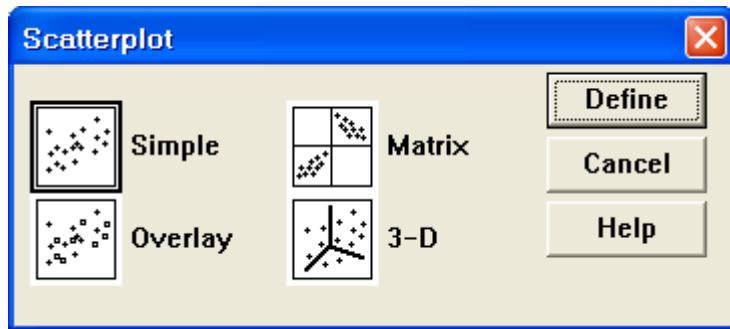 Scatterplot
Simple
Matrix
Define
Cancel
Overlay
3-D
Help